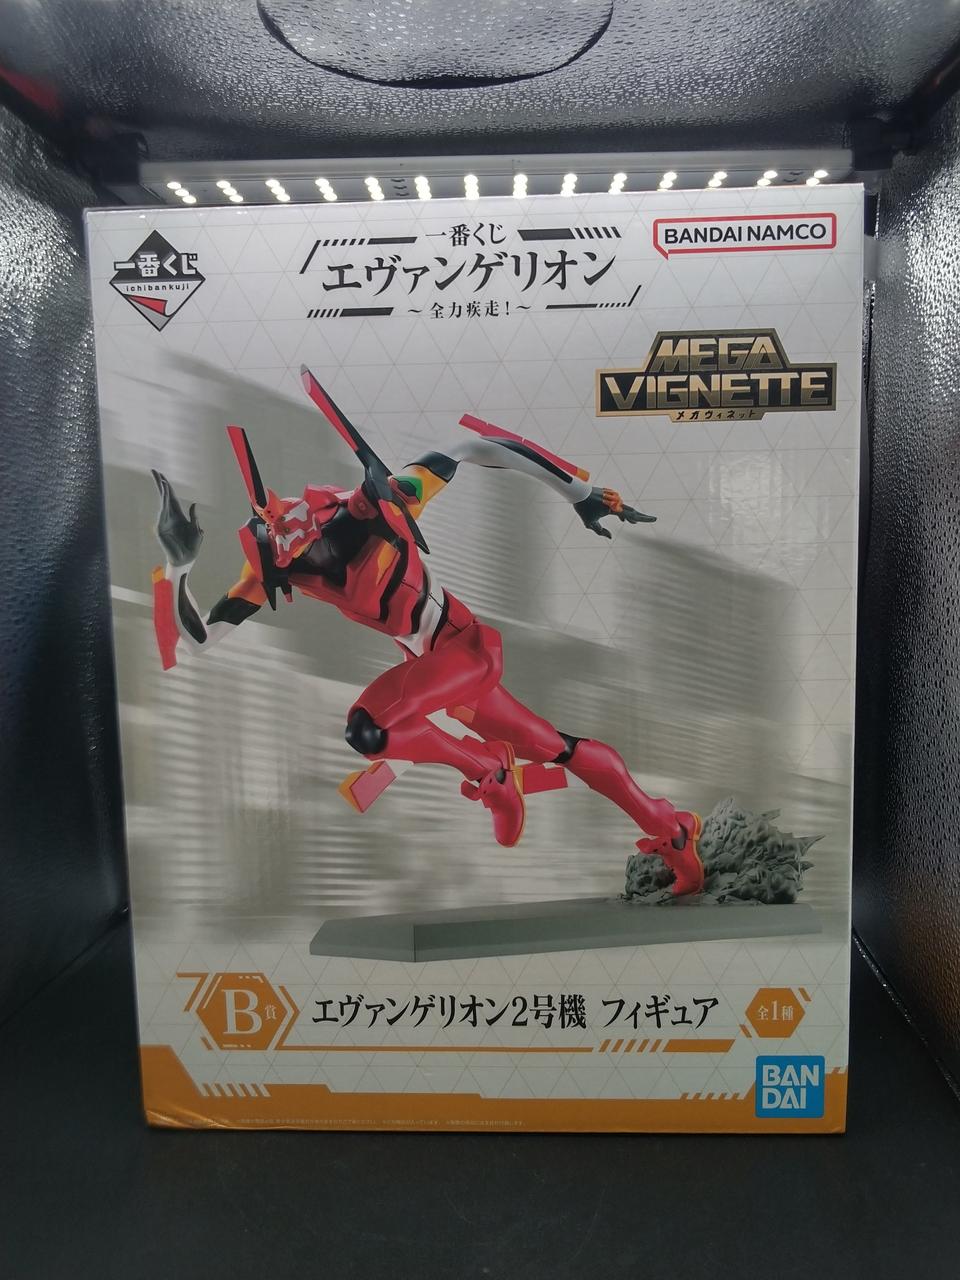 一番くじ
ichibankuji
一番くじ
エヴァンゲリオン
～全力疾走！～
BANDAI NAMCO
MEGA
VIGNETTE
メガヴィネット
B賞
エヴァンゲリオン2号機 フィギュア
全1種
BAN
DAI